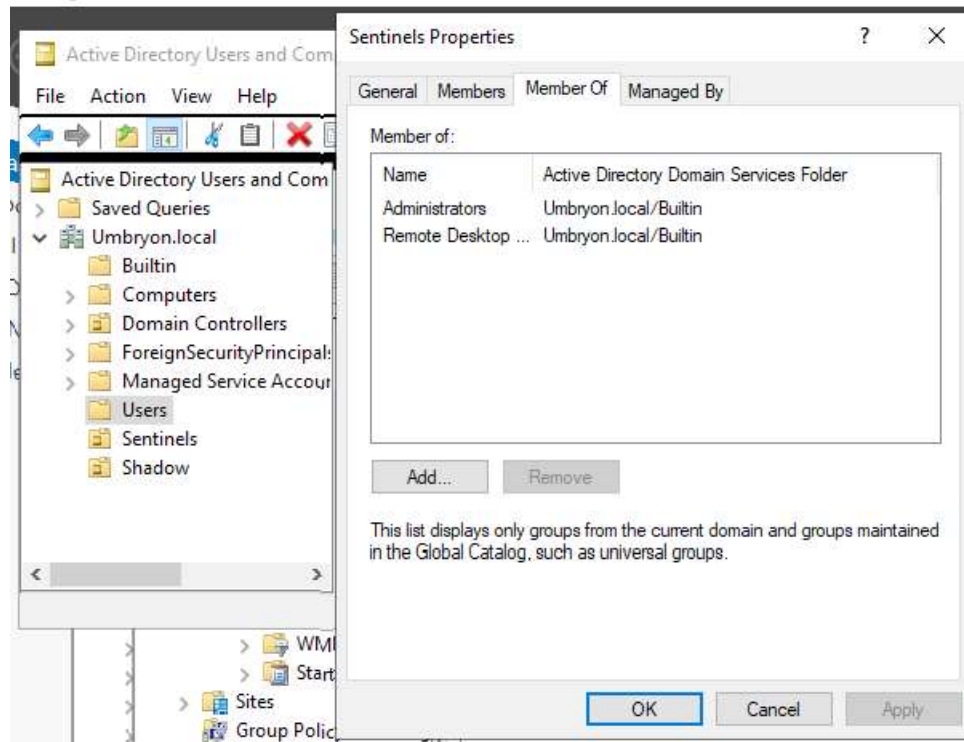 Active Directory Users and Com
File Action View Help
Active Directory Users and Com
Saved Queries
Umbryon.local
Builtin
Computers
Domain Controllers
ForeignSecurityPrincipals
Managed Service Accour
Users
Sentinels
Shadow
WMI
Start
Sites
Group Polic
Sentinels Properties
General Members Member Of Managed By
Member of:
Name Active Directory Domain Services Folder
Administrators Umbryon.local/Builtin
Remote Desktop ... Umbryon.local/Builtin
Add... Remove
This list displays only groups from the current domain and groups maintained
in the Global Catalog, such as universal groups.
OK Cancel Apply